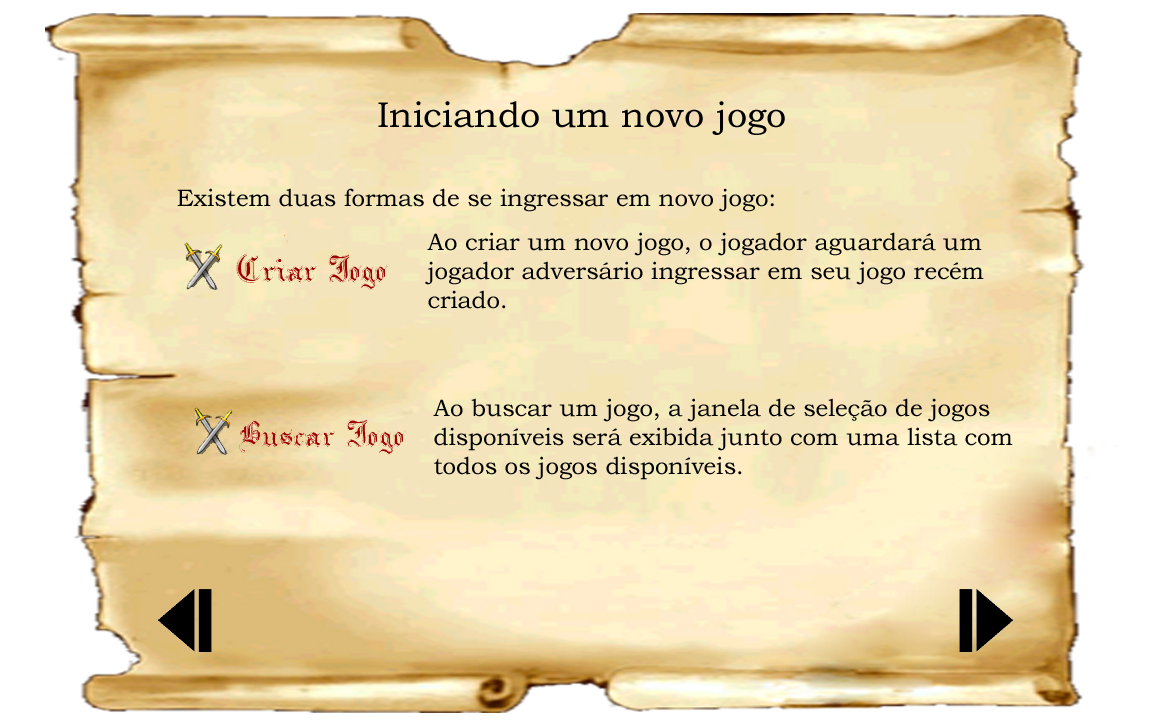 Iniciando um novo jogo
Existem duas formas de se ingressar em novo jogo:
Criar Jogo
Ao criar um novo jogo, o jogador aguardará um
jogador adversário ingressar em seu jogo recém
criado.
Buscar Jogo
Ao buscar um jogo, a janela de seleção de jogos
disponíveis será exibida junto com uma lista com
todos os jogos disponíveis.